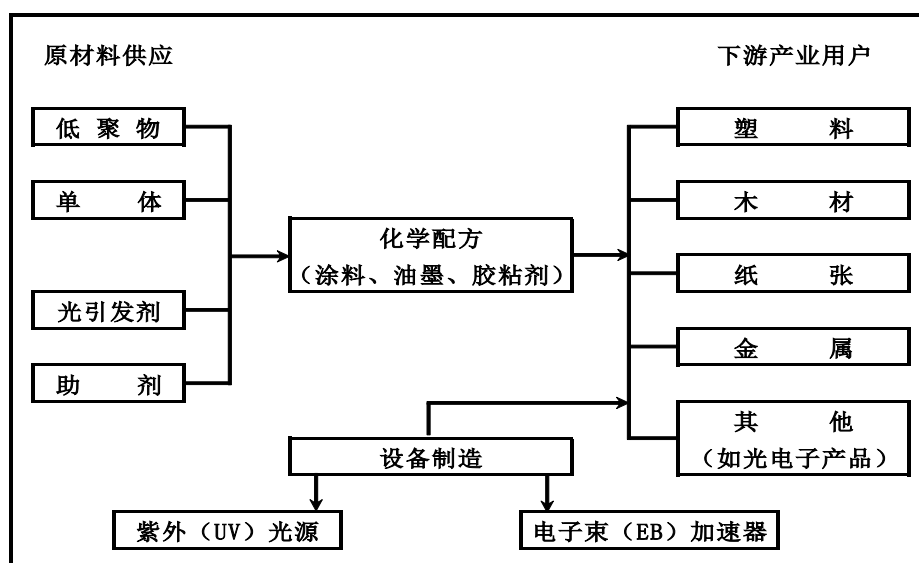 原材料供应
下游产业用户
低聚物
单体
光引发剂
助剂
化学配方
（涂料、油墨、胶粘剂）
塑料
木材
纸张
金属
其他
（如光电子产品）
设备制造
紫外（UV）光源
电子束（EB）加速器